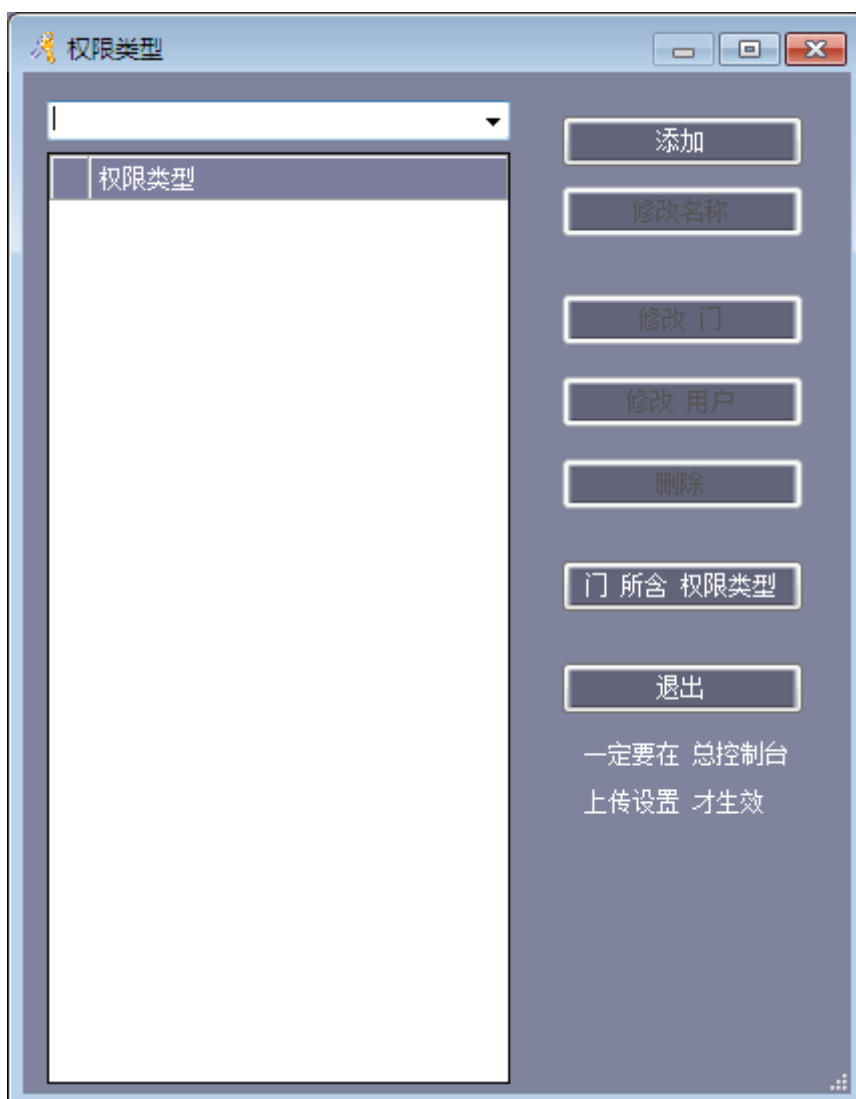 权限类型
添加
权限类型
修改名称
修改 门
修改 用户
删除
门 所含 权限类型
退出
一定要在 总控制台
上传设置 才生效